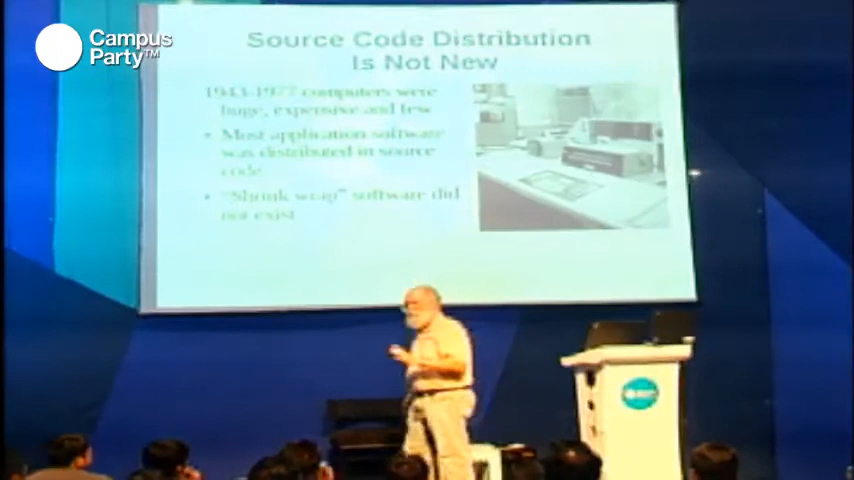 Campus
Party™
Source Code Distribution
Is Not New
1943-1977 computers were
huge, expensive and few
• Most application software
was distributed in source
code
• "Shrink wrap" software did
not exist